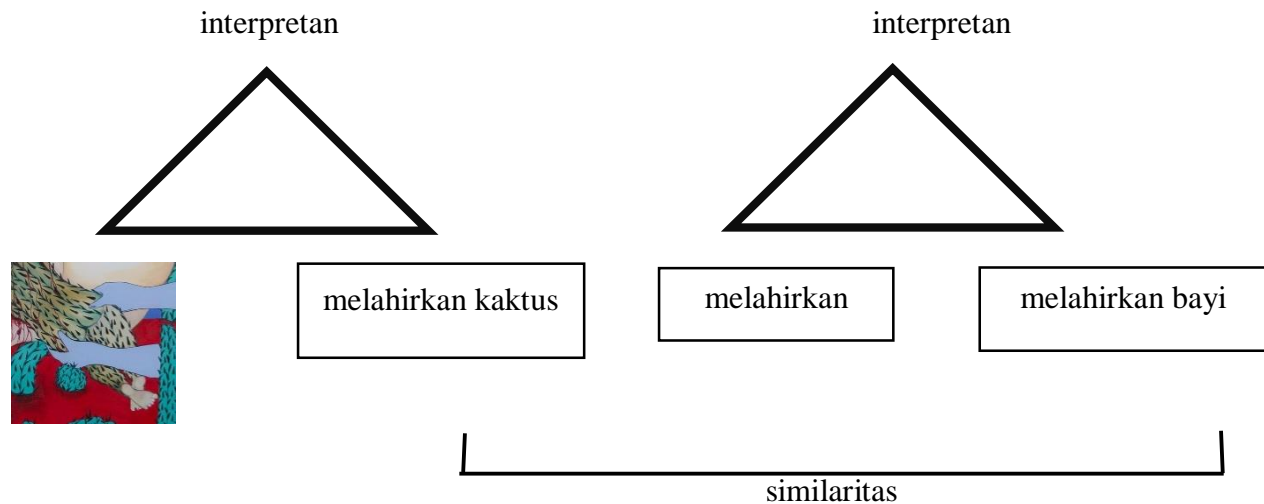 interpretan
interpretan
melahirkan kaktus
melahirkan
melahirkan bayi
similaritas